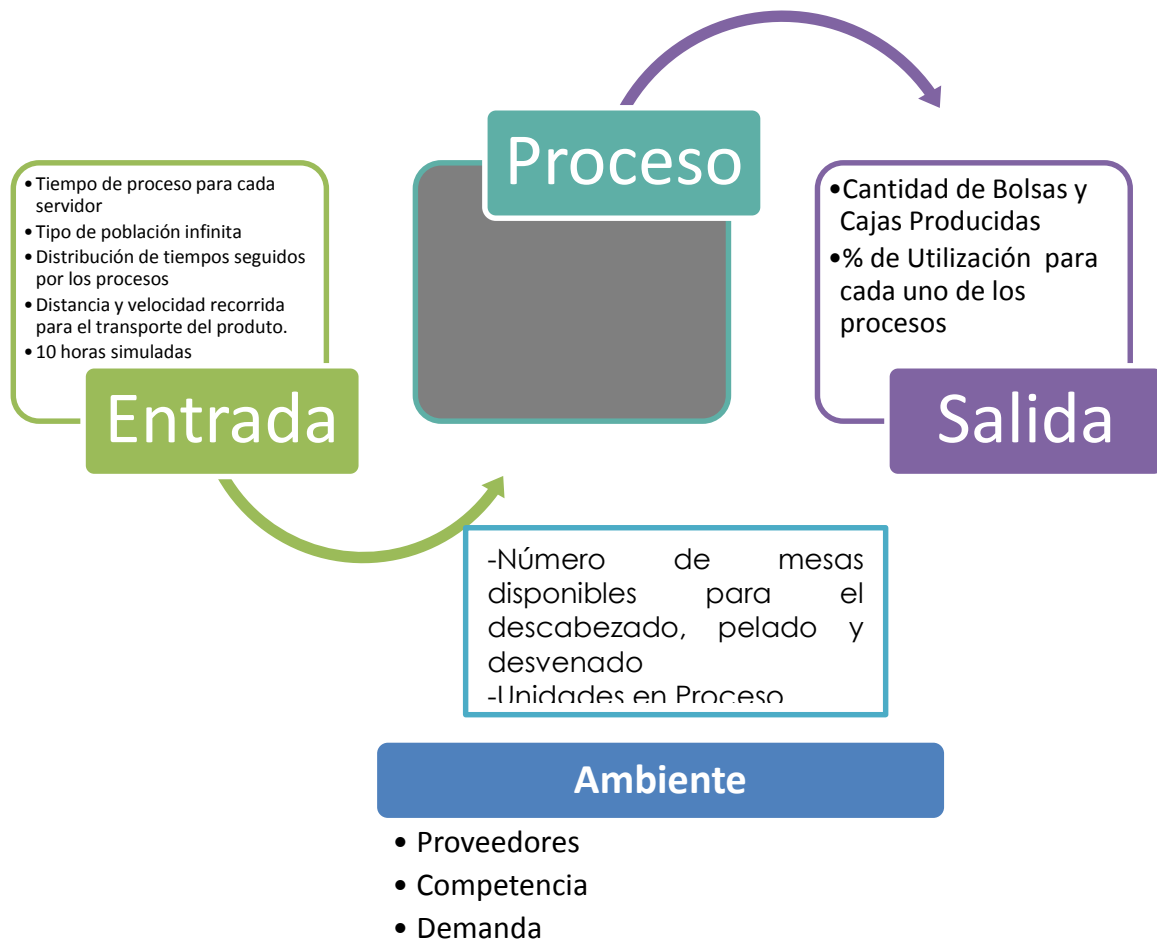 • Tiempo de proceso para cada
servidor
• Tipo de población infinita
• Distribución de tiempos seguidos
por los procesos
• Distancia y velocidad recorrida
para el transporte del produto.
• 10 horas simuladas
Entrada
Proceso
•Cantidad de Bolsas y
Cajas Producidas
•% de Utilización para
cada uno de los
procesos
Salida
-Número de mesas
disponibles para el
descabezado, pelado y
desvenado
-Unidades en Proceso
Ambiente
• Proveedores
• Competencia
• Demanda